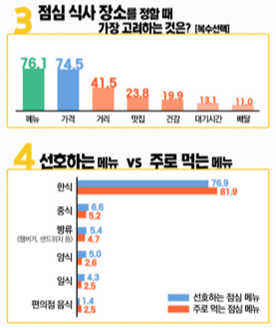 3 점심 식사 장소를 정할 때
가장 고려하는 것은? [복수선택]
76.1 74.5 41.5 23.8 19.9 13.1 11.0
메뉴 가격 거리 맛집 건강 대기시간 배달
4 선호하는 메뉴 vs 주로 먹는 메뉴
한식 76.9
81.9
중식 6.6
5.2
빵류 5.4
(햄버거, 샌드위치 등) 4.7
양식 5.0
2.6
일식 4.3
2.5
편의점 음식 1.4
2.5
선호하는 점심 메뉴
주로 먹는 점심 메뉴